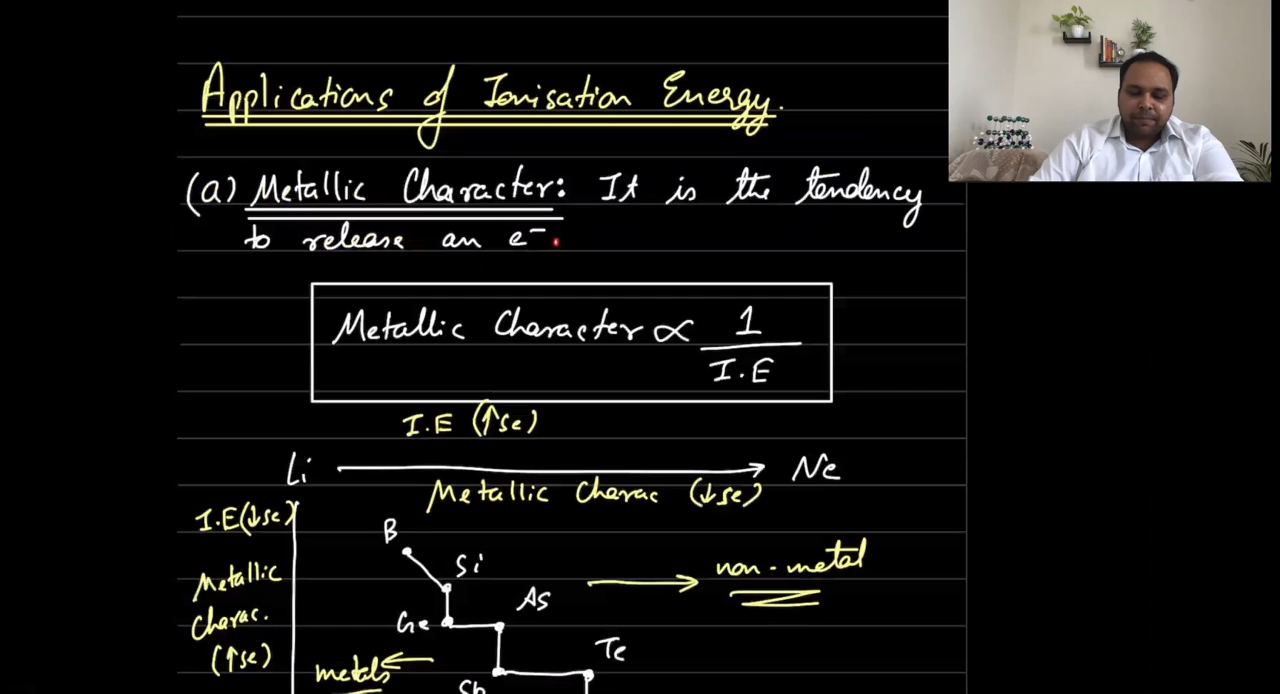 Applications of Ionisation Energy.
(a) Metallic Character: It is the tendency
to release an e⁻.
Metallic Character ∝ 1
I.E
I.E (↑se)
Li → Ne
Metallic Charac (↓se)
I.E(↓se)
B
Si
non-metal
Metallic
As
Charac.
Ge
(↑se)
Te
metals
Sb